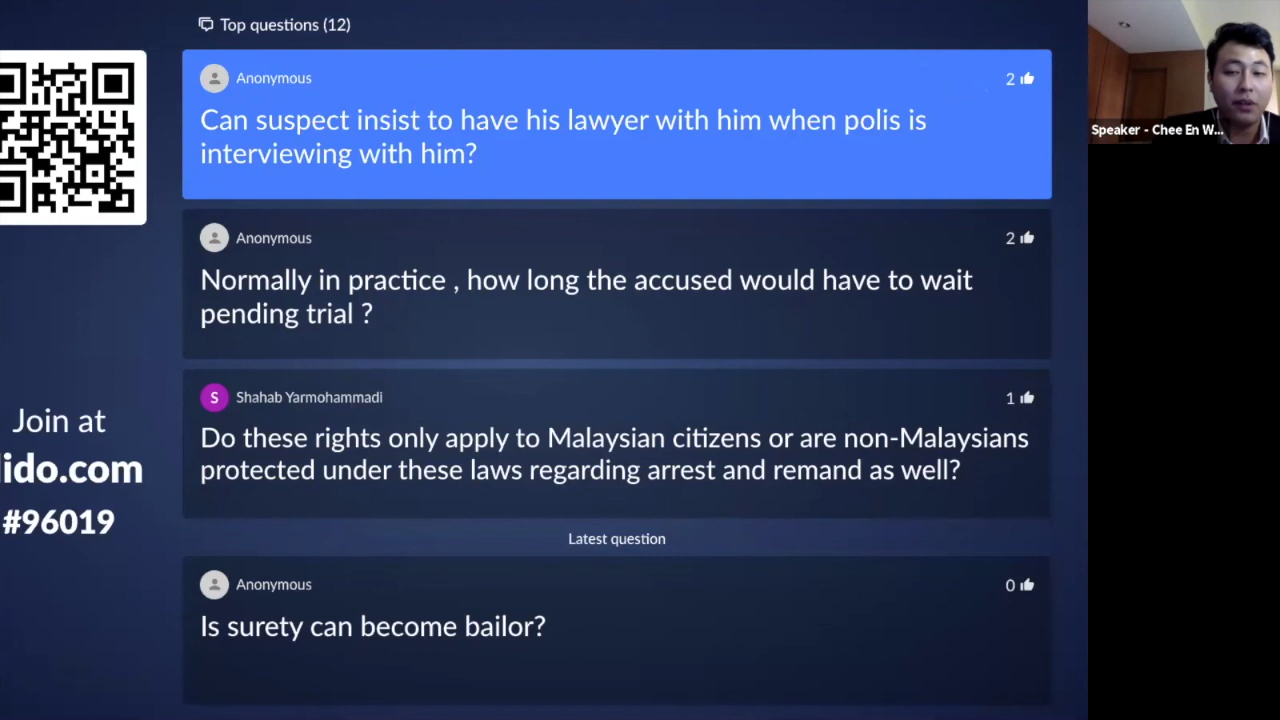 Top questions (12)
Anonymous
2
Can suspect insist to have his lawyer with him when polis is
interviewing with him?
Anonymous
2
Normally in practice , how long the accused would have to wait
pending trial ?
S
Shahab Yarmohammadi
1
Do these rights only apply to Malaysian citizens or are non-Malaysians
protected under these laws regarding arrest and remand as well?
Latest question
Anonymous
0
Is surety can become bailor?
Join at
lido.com
#96019
Speaker - Chee En W...